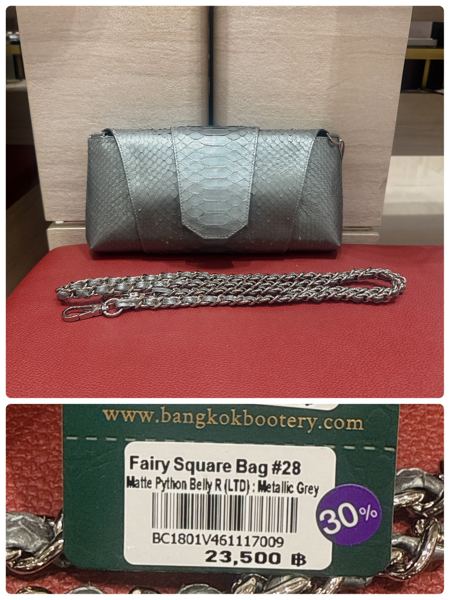 www.bangkokbootery.com
Fairy Square Bag #28
Matte Python Belly R (LTD) : Metallic Grey
30%
BC1801V461117009
23,500 ฿